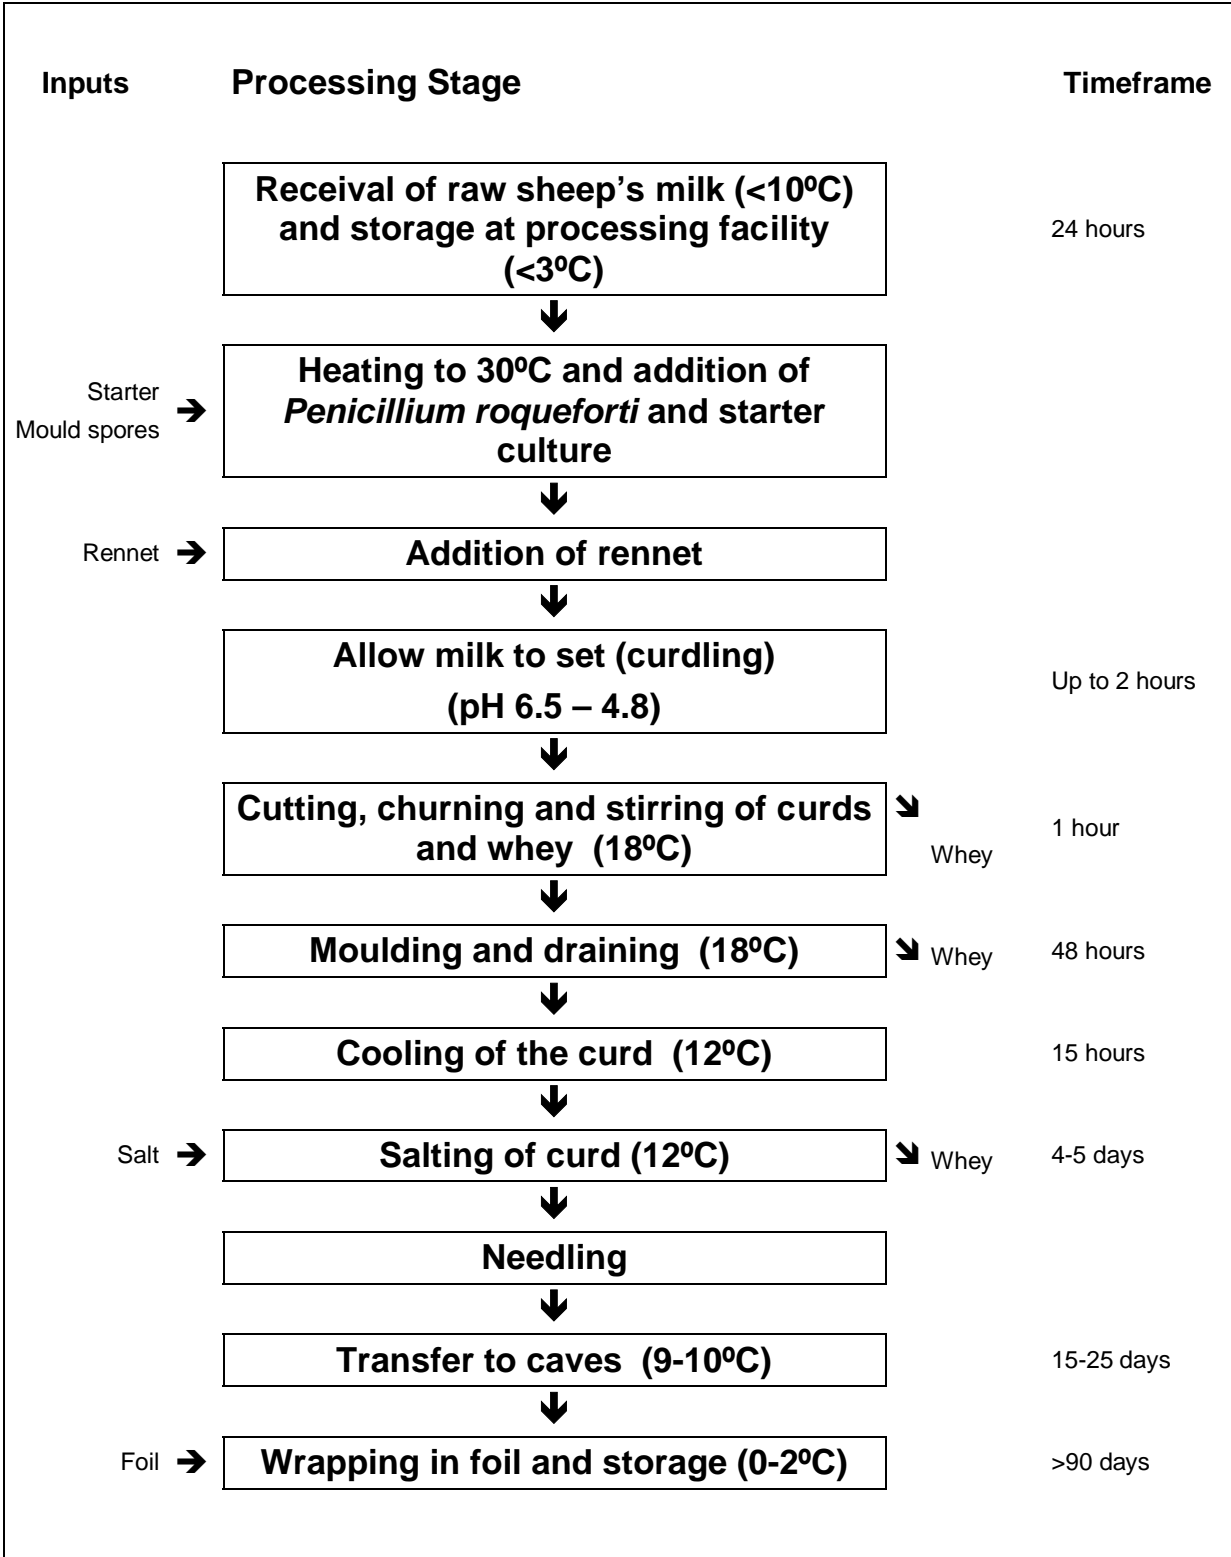 Inputs Processing Stage Timeframe
Receival of raw sheep's milk (<10ºC)
and storage at processing facility
(<3ºC)
24 hours
Starter
Mould spores
Heating to 30ºC and addition of
Penicillium roqueforti and starter
culture
Rennet
Addition of rennet
Allow milk to set (curdling)
(pH 6.5 – 4.8)
Up to 2 hours
Cutting, churning and stirring of curds
and whey (18ºC)
Whey
1 hour
Moulding and draining (18ºC)
Whey
48 hours
Cooling of the curd (12ºC)
15 hours
Salt
Salting of curd (12ºC)
Whey
4-5 days
Needling
Transfer to caves (9-10ºC)
15-25 days
Foil
Wrapping in foil and storage (0-2ºC)
>90 days